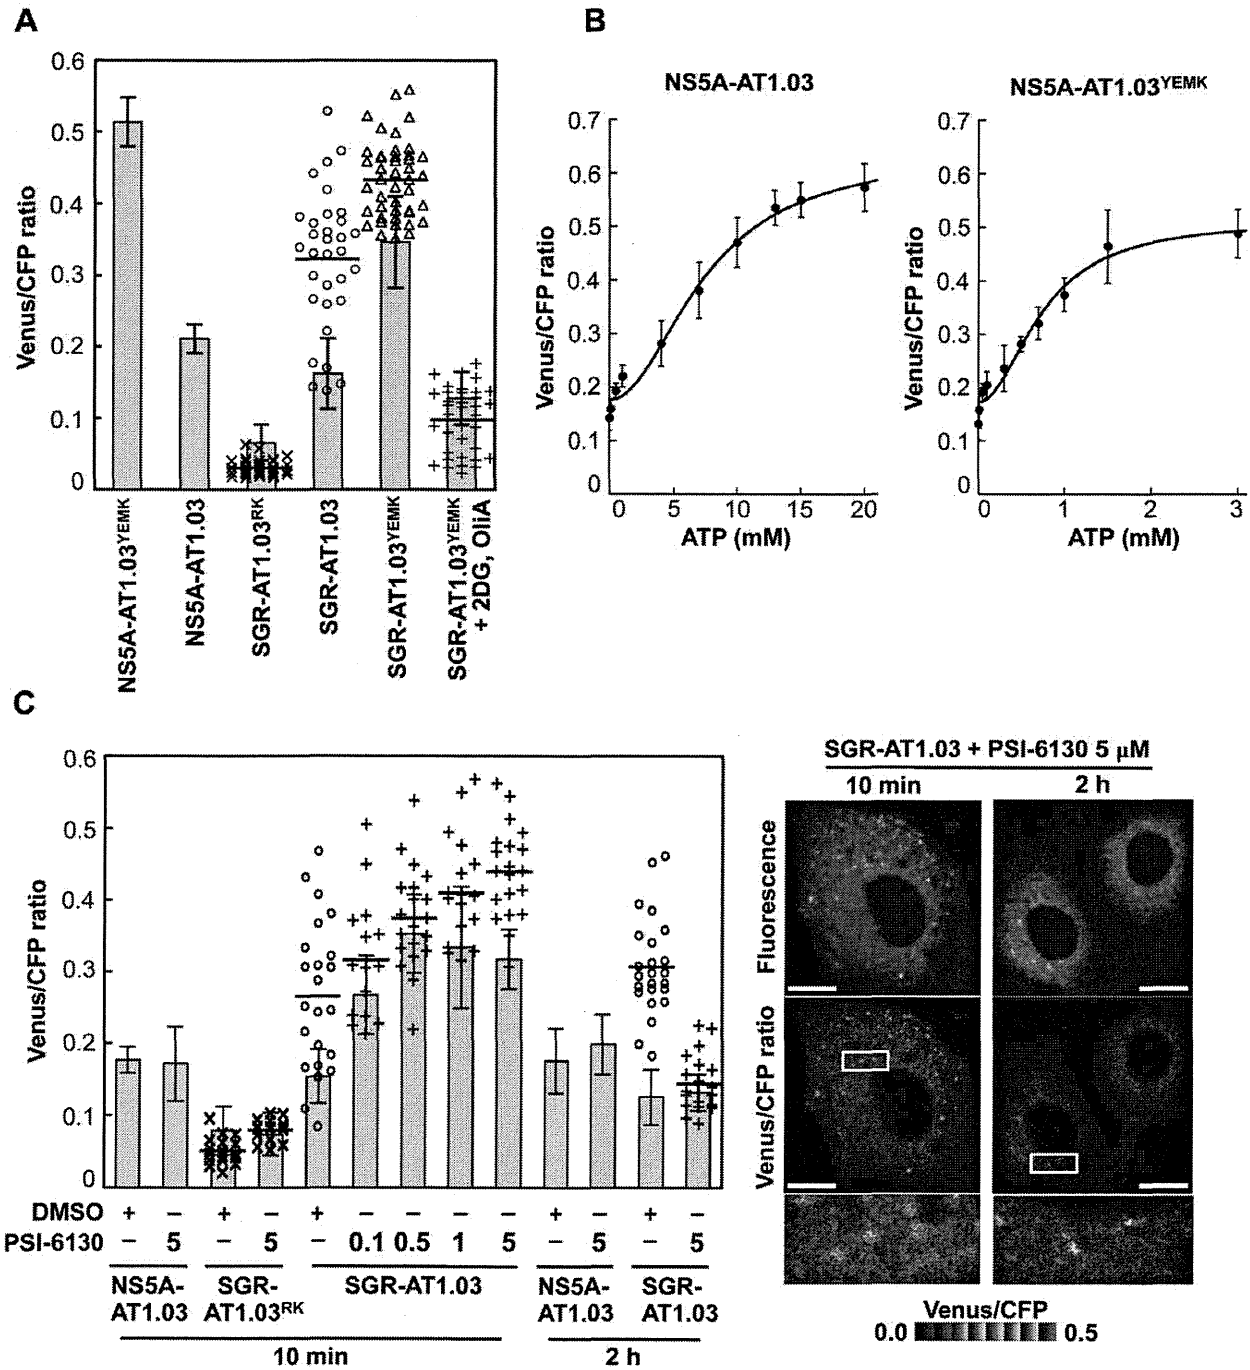 A
0.6
0.5
0.4
0.3
0.2
0.1
0
Venus/CFP ratio
NS5A-AT1.03YEMK
NS5A-AT1.03
SGR-AT1.03RK
SGR-AT1.03
SGR-AT1.03YEMK
SGR-AT1.03YEMK
+ 2DG, OliA
B
NS5A-AT1.03
0.7
0.6
0.5
0.4
0.3
0.2
0.1
0
Venus/CFP ratio
0 5 10 15 20
ATP (mM)
NS5A-AT1.03YEMK
0.7
0.6
0.5
0.4
0.3
0.2
0.1
0
Venus/CFP ratio
0 1 2 3
ATP (mM)
C
0.6
0.5
0.4
0.3
0.2
0.1
0
Venus/CFP ratio
DMSO + − + − + − − − − + − + −
PSI-6130 − 5 − 5 − 0.1 0.5 1 5 − 5 − 5
NS5A- SGR- SGR-AT1.03 NS5A- SGR-
AT1.03 AT1.03RK AT1.03 AT1.03
10 min 2 h
SGR-AT1.03 + PSI-6130 5 µM
10 min 2 h
Fluorescence
Venus/CFP ratio
Venus/CFP
0.0 0.5